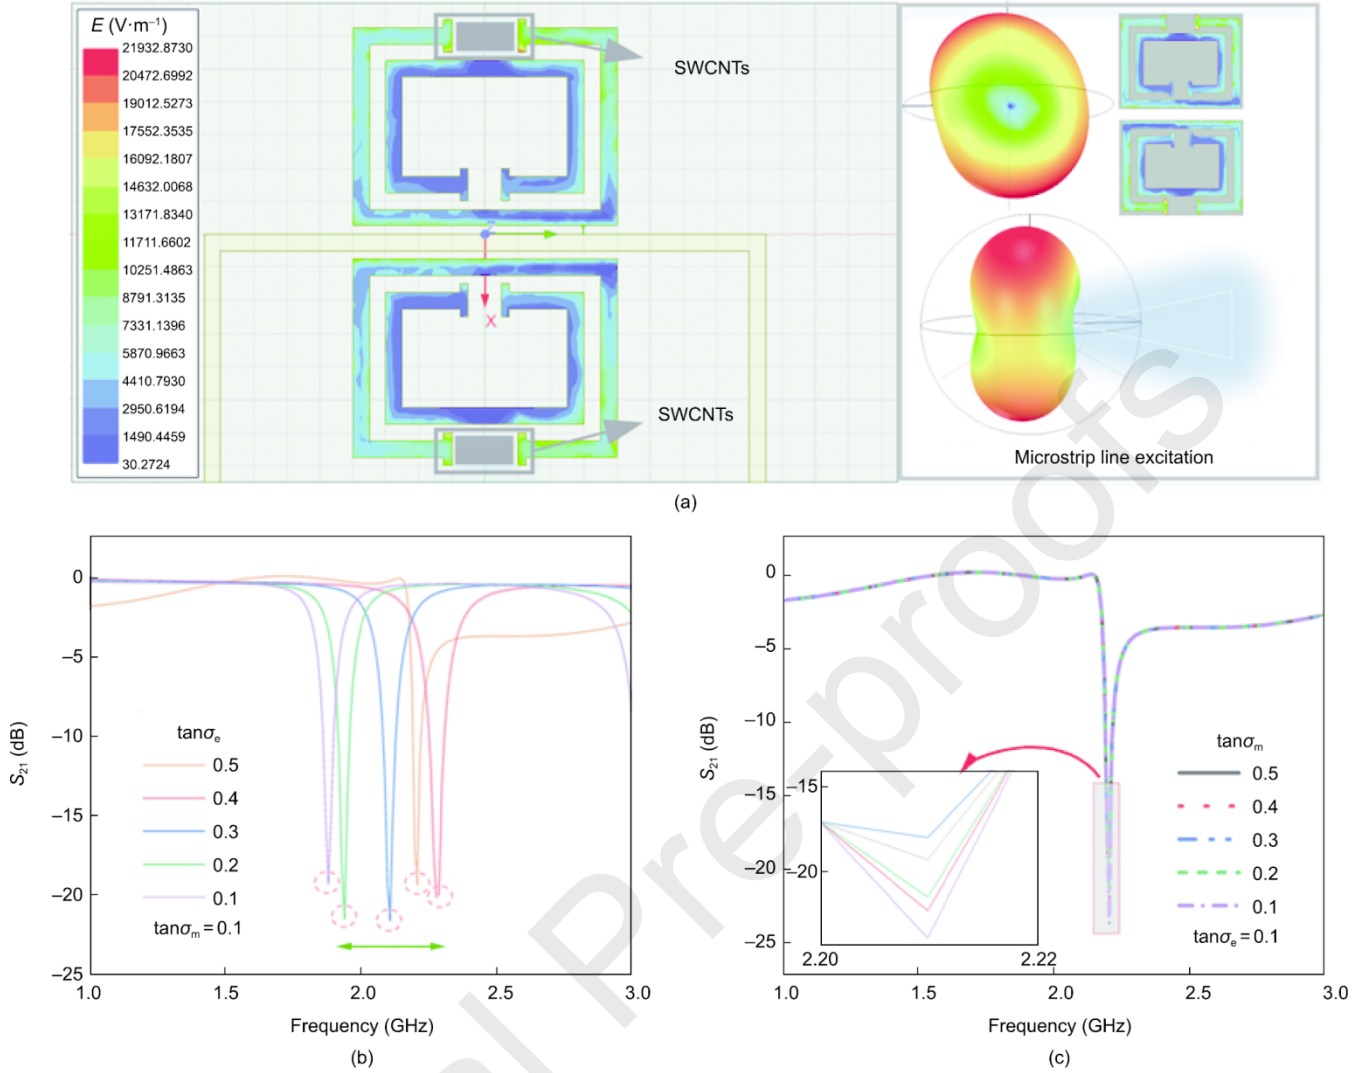 E (V·m⁻¹)
21932.8730
20472.6992
19012.5273
17552.3535
16092.1807
14632.0068
13171.8340
11711.6602
10251.4863
8791.3135
7331.1396
5870.9663
4410.7930
2950.6194
1490.4459
30.2724
SWCNTs
Z
Y
X
SWCNTs
Microstrip line excitation
(a)
0
–5
–10
–15
–20
–25
S₂₁ (dB)
tanσₑ
0.5
0.4
0.3
0.2
0.1
tanσₘ = 0.1
1.0
1.5
2.0
2.5
3.0
Frequency (GHz)
(b)
0
–5
–10
–15
–20
–25
S₂₁ (dB)
–15
–20
2.20
2.22
tanσₘ
0.5
0.4
0.3
0.2
0.1
tanσₑ = 0.1
1.0
1.5
2.0
2.5
3.0
Frequency (GHz)
(c)
al Pre-proofs